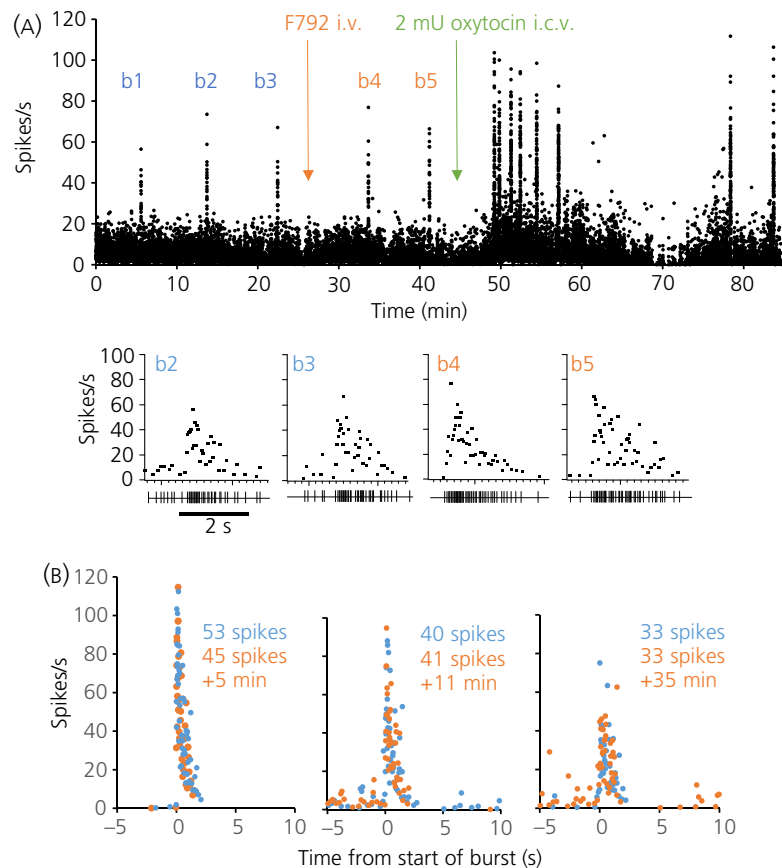 (A)
F792 i.v.
2 mU oxytocin i.c.v.
120
100
80
60
40
20
0
Spikes/s
b1
b2
b3
b4
b5
0 10 20 30 40 50 60 70 80
Time (min)
100
80
60
40
20
0
Spikes/s
b2
b3
b4
b5
2 s
(B)
120
100
80
60
40
20
0
Spikes/s
53 spikes
45 spikes
+5 min
40 spikes
41 spikes
+11 min
33 spikes
33 spikes
+35 min
−5 0 5 10
−5 0 5 10
−5 0 5 10
Time from start of burst (s)